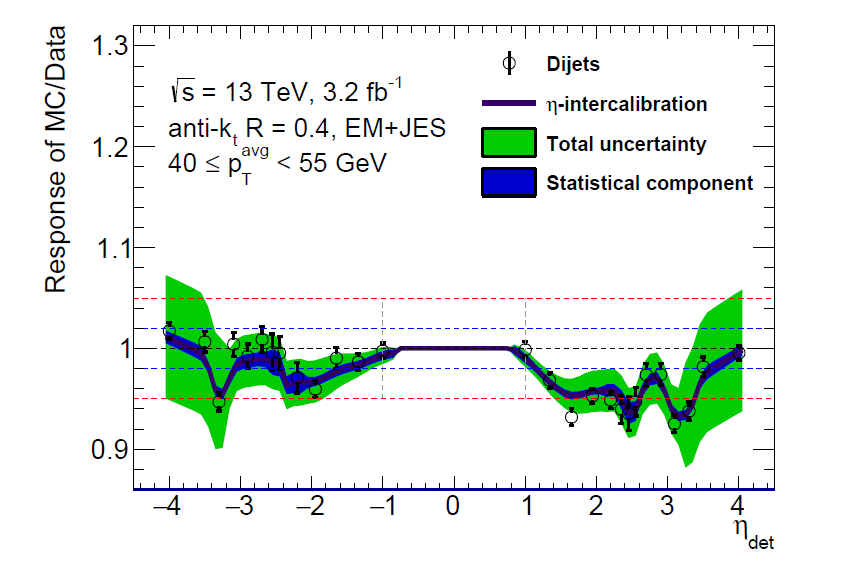 Response of MC/Data
1.3
1.2
1.1
1
0.9
√s = 13 TeV, 3.2 fb⁻¹
anti-kₜ R = 0.4, EM+JES
40 ≤ p_T^avg < 55 GeV
Dijets
η-intercalibration
Total uncertainty
Statistical component
−4 −3 −2 −1 0 1 2 3 4
η_det